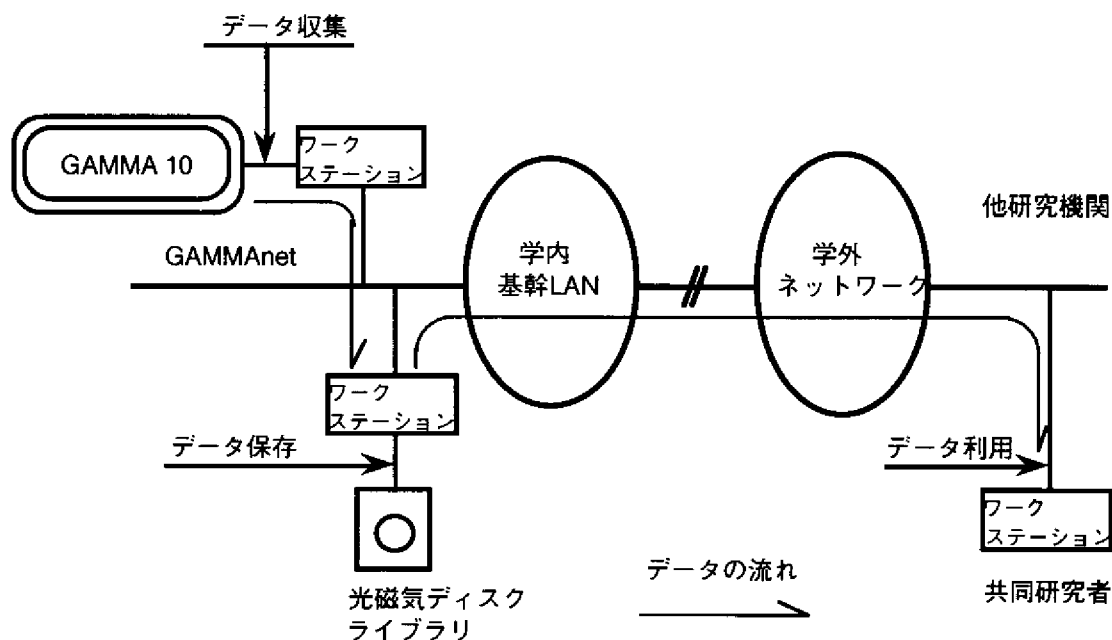 データ収集
GAMMA 10
ワーク
ステーション
GAMMAnet
学内
基幹LAN
学外
ネットワーク
他研究機関
ワーク
ステーション
データ保存
データ利用
ワーク
ステーション
光磁気ディスク
ライブラリ
データの流れ
共同研究者